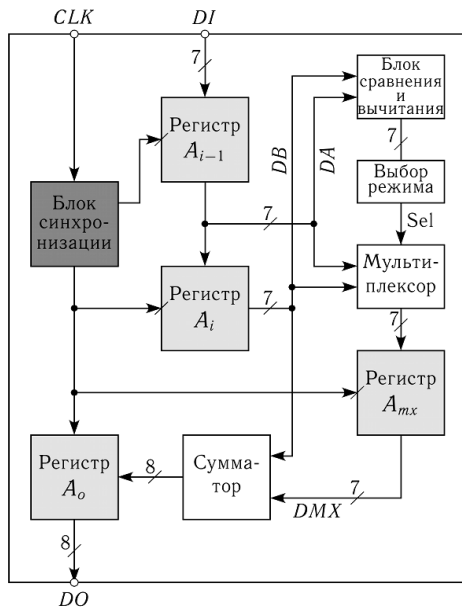 CLK
DI
7
Блок
сравнения
и
вычитания
Регистр
A_{i−1}
DB
DA
7
Выбор
режима
Блок
синхро-
низации
7
Sel
Мульти-
плексор
Регистр
A_i
7
7
Регистр
A_{mx}
Регистр
A_o
8
Сумма-
тор
7
DMX
8
DO